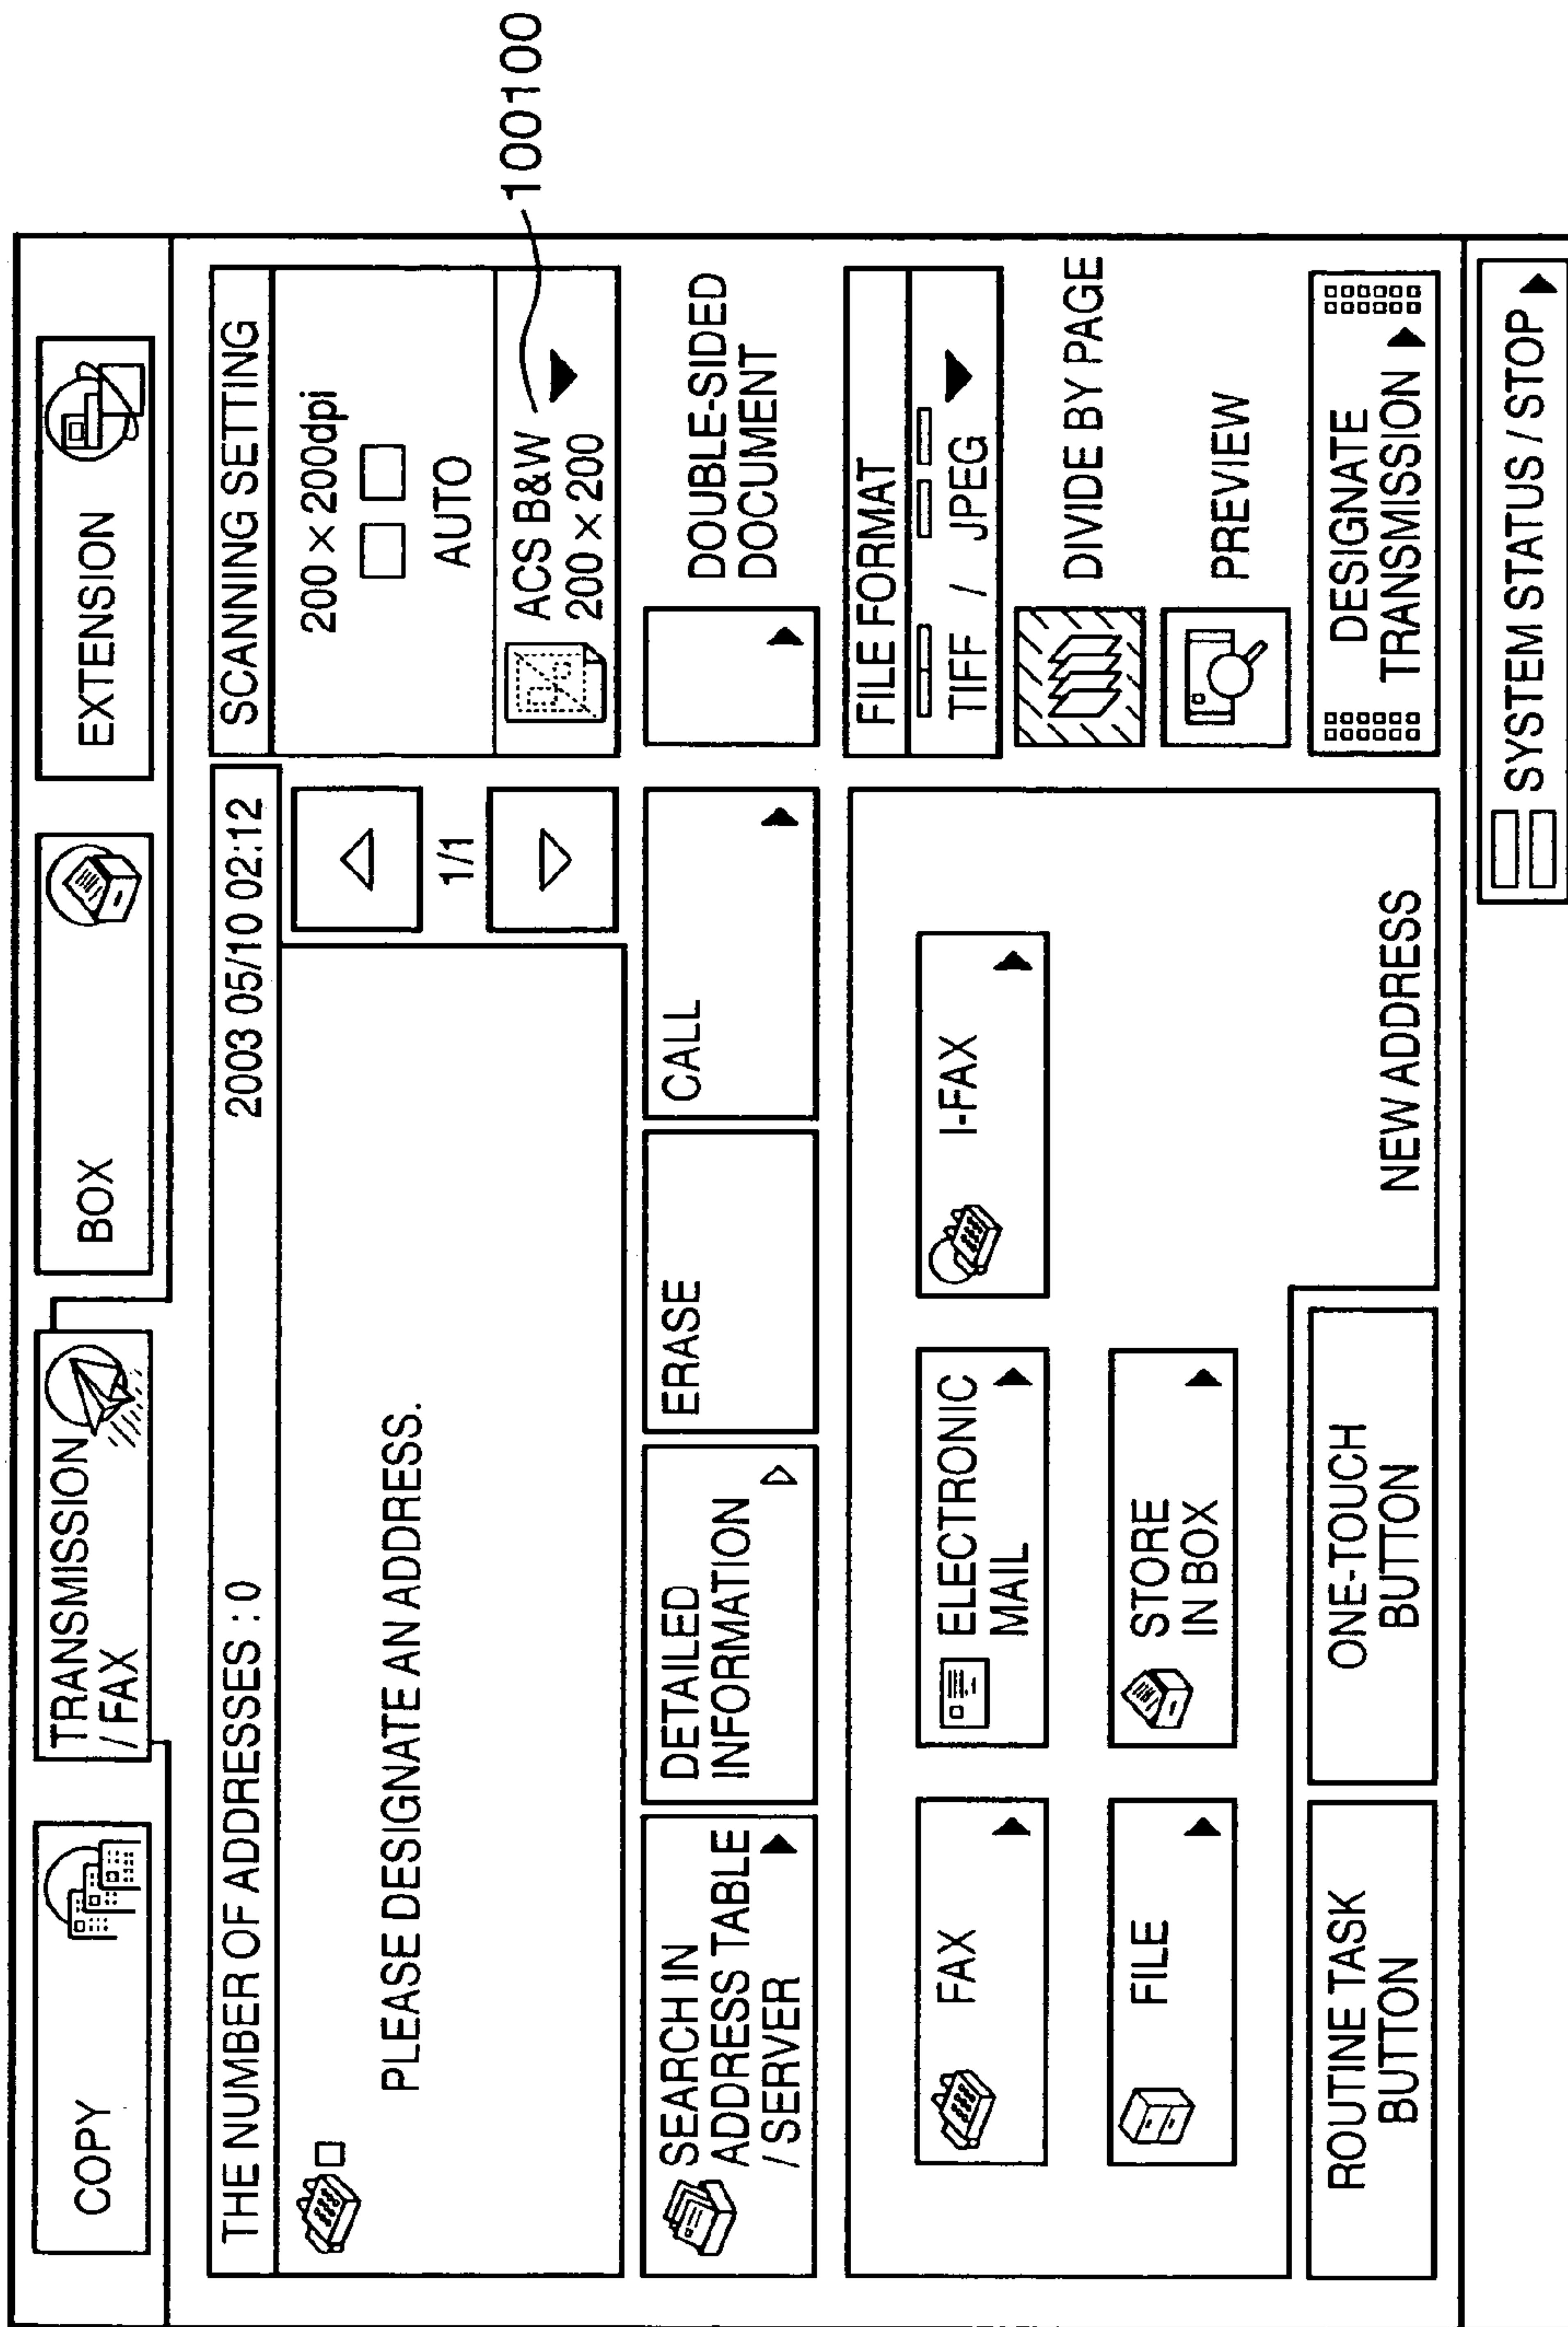 COPY
TRANSMISSION
/ FAX
BOX
EXTENSION
THE NUMBER OF ADDRESSES : 0
2003 05/10 02:12
PLEASE DESIGNATE AN ADDRESS.
1/1
SCANNING SETTING
200 × 200dpi
AUTO
ACS B&W
200 × 200
100100
SEARCH IN
ADDRESS TABLE
/ SERVER
DETAILED
INFORMATION
ERASE
CALL
DOUBLE-SIDED
DOCUMENT
FAX
ELECTRONIC
MAIL
I-FAX
FILE
STORE
IN BOX
FILE FORMAT
TIFF / JPEG
DIVIDE BY PAGE
PREVIEW
ROUTINE TASK
BUTTON
ONE-TOUCH
BUTTON
NEW ADDRESS
DESIGNATE
TRANSMISSION
SYSTEM STATUS / STOP